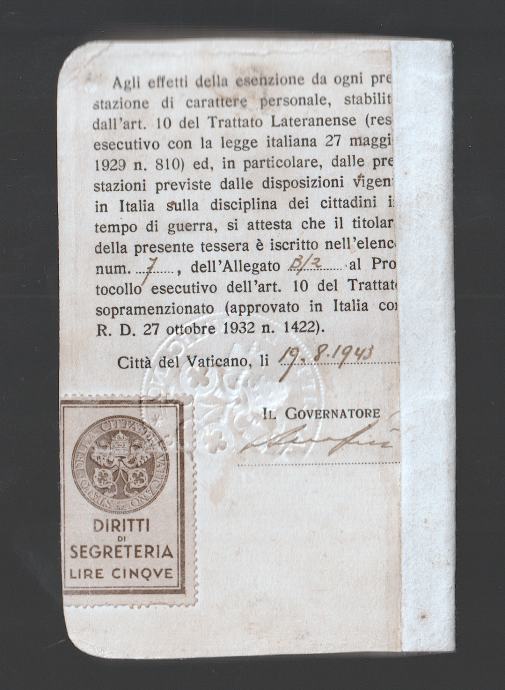 Agli effetti della esenzione da ogni pre
stazione di carattere personale, stabilit
dall'art. 10 del Trattato Lateranense (res
esecutivo con la legge italiana 27 maggi
1929 n. 810) ed, in particolare, dalle pre
stazioni previste dalle disposizioni vigen
in Italia sulla disciplina dei cittadini i
tempo di guerra, si attesta che il titolar
della presente tessera è iscritto nell'elenc
num. 7, dell'Allegato B/2 al Pro
tocollo esecutivo dell'art. 10 del Trattat
sopramenzionato (approvato in Italia co
R. D. 27 ottobre 1932 n. 1422).
Città del Vaticano, li 19.8.1943
IL GOVERNATORE
STATO DELLA CITTÀ DEL VATICANO
DIRITTI
DI
SEGRETERIA
LIRE CINQVE